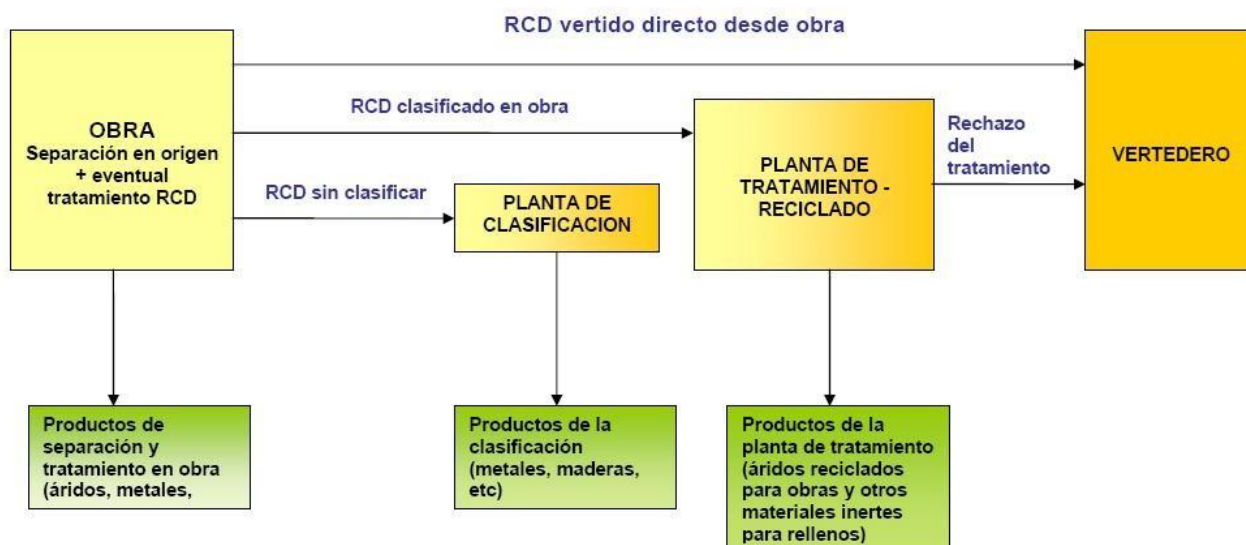 RCD vertido directo desde obra
OBRA
Separación en origen
+ eventual
tratamiento RCD
RCD clasificado en obra
RCD sin clasificar
PLANTA DE
CLASIFICACION
PLANTA DE
TRATAMIENTO -
RECICLADO
Rechazo
del
tratamiento
VERTEDERO
Productos de
separación y
tratamiento en obra
(áridos, metales,
Productos de la
clasificación
(metales, maderas,
etc)
Productos de la
planta de tratamiento
(áridos reciclados
para obras y otros
materiales inertes
para rellenos)